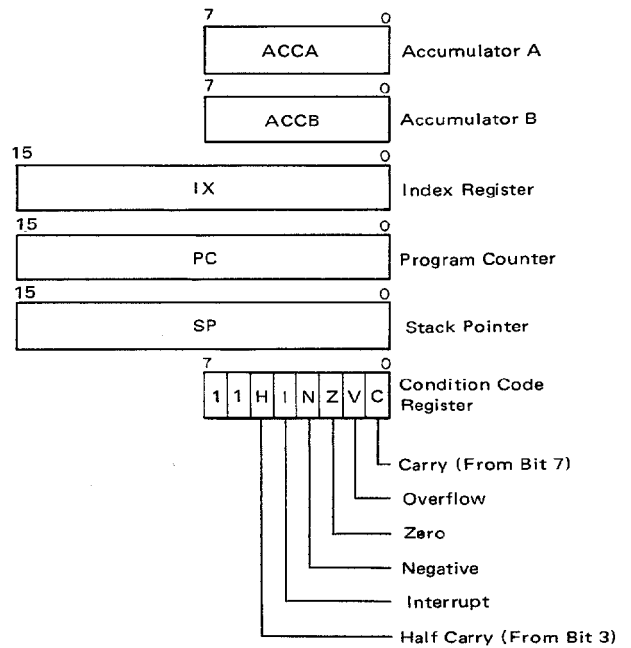 7 0
ACCA Accumulator A
7 0
ACCB Accumulator B
15 0
IX Index Register
15 0
PC Program Counter
15 0
SP Stack Pointer
7 0
1 1 H I N Z V C Condition Code
Register
Carry (From Bit 7)
Overflow
Zero
Negative
Interrupt
Half Carry (From Bit 3)